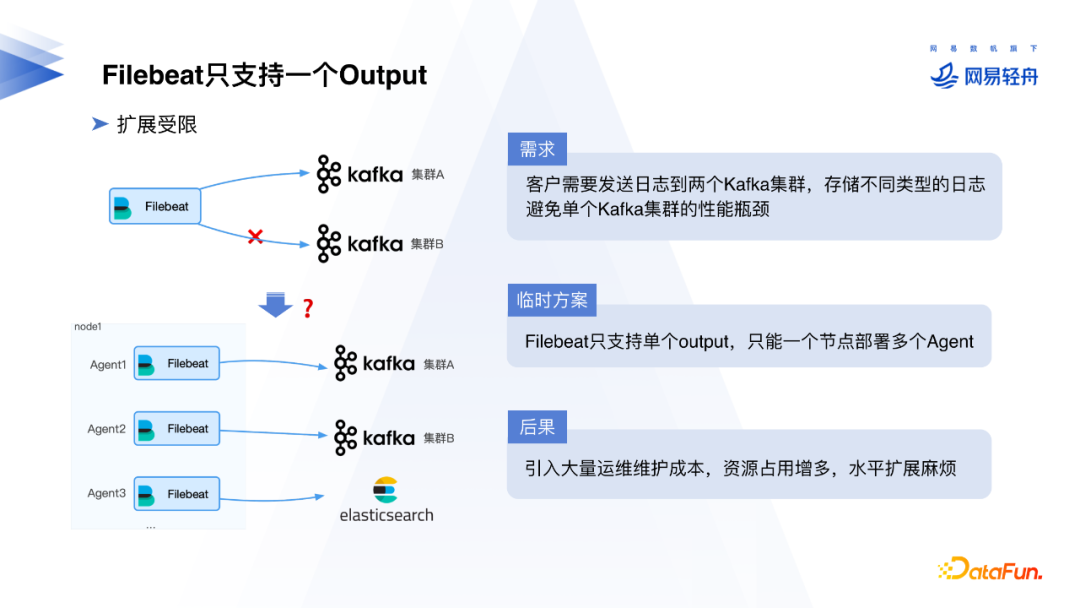 网易数帆旗下
网易轻舟
Filebeat只支持一个Output
➤ 扩展受限
Filebeat
kafka 集群A
kafka 集群B
?
node1
Agent1 Filebeat
kafka 集群A
Agent2 Filebeat
kafka 集群B
Agent3 Filebeat
elasticsearch
...
需求
客户需要发送日志到两个Kafka集群，存储不同类型的日志
避免单个Kafka集群的性能瓶颈
临时方案
Filebeat只支持单个output，只能一个节点部署多个Agent
后果
引入大量运维维护成本，资源占用增多，水平扩展麻烦
DataFun.